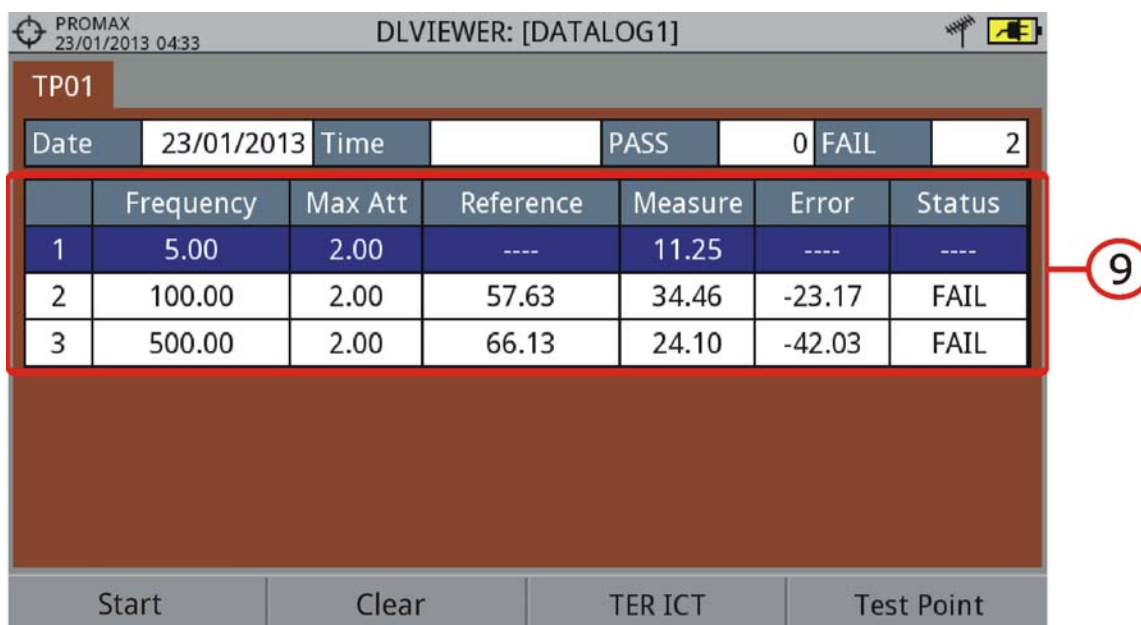 PROMAX
23/01/2013 04:33
DLVIEWER: [DATALOG1]
TP01
Date 23/01/2013 Time PASS 0 FAIL 2
Frequency Max Att Reference Measure Error Status
1 5.00 2.00 ---- 11.25 ---- ----
2 100.00 2.00 57.63 34.46 -23.17 FAIL
3 500.00 2.00 66.13 24.10 -42.03 FAIL
9
Start Clear TER ICT Test Point